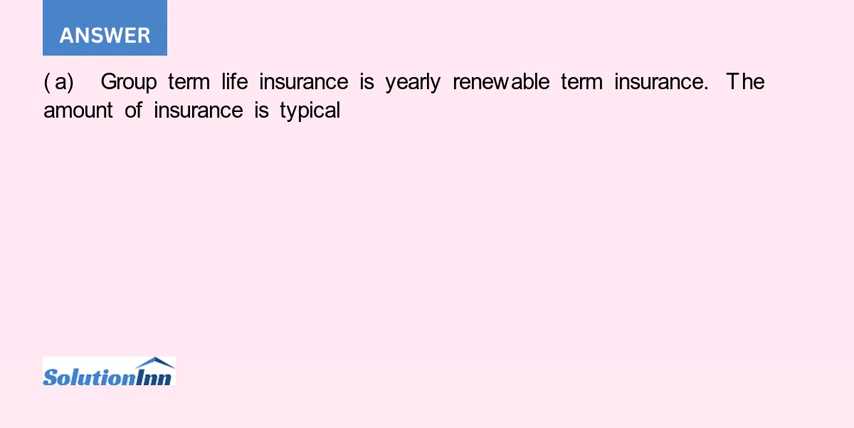 ANSWER
(a) Group term life insurance is yearly renewable term insurance. The
amount of insurance is typical
SolutionInn